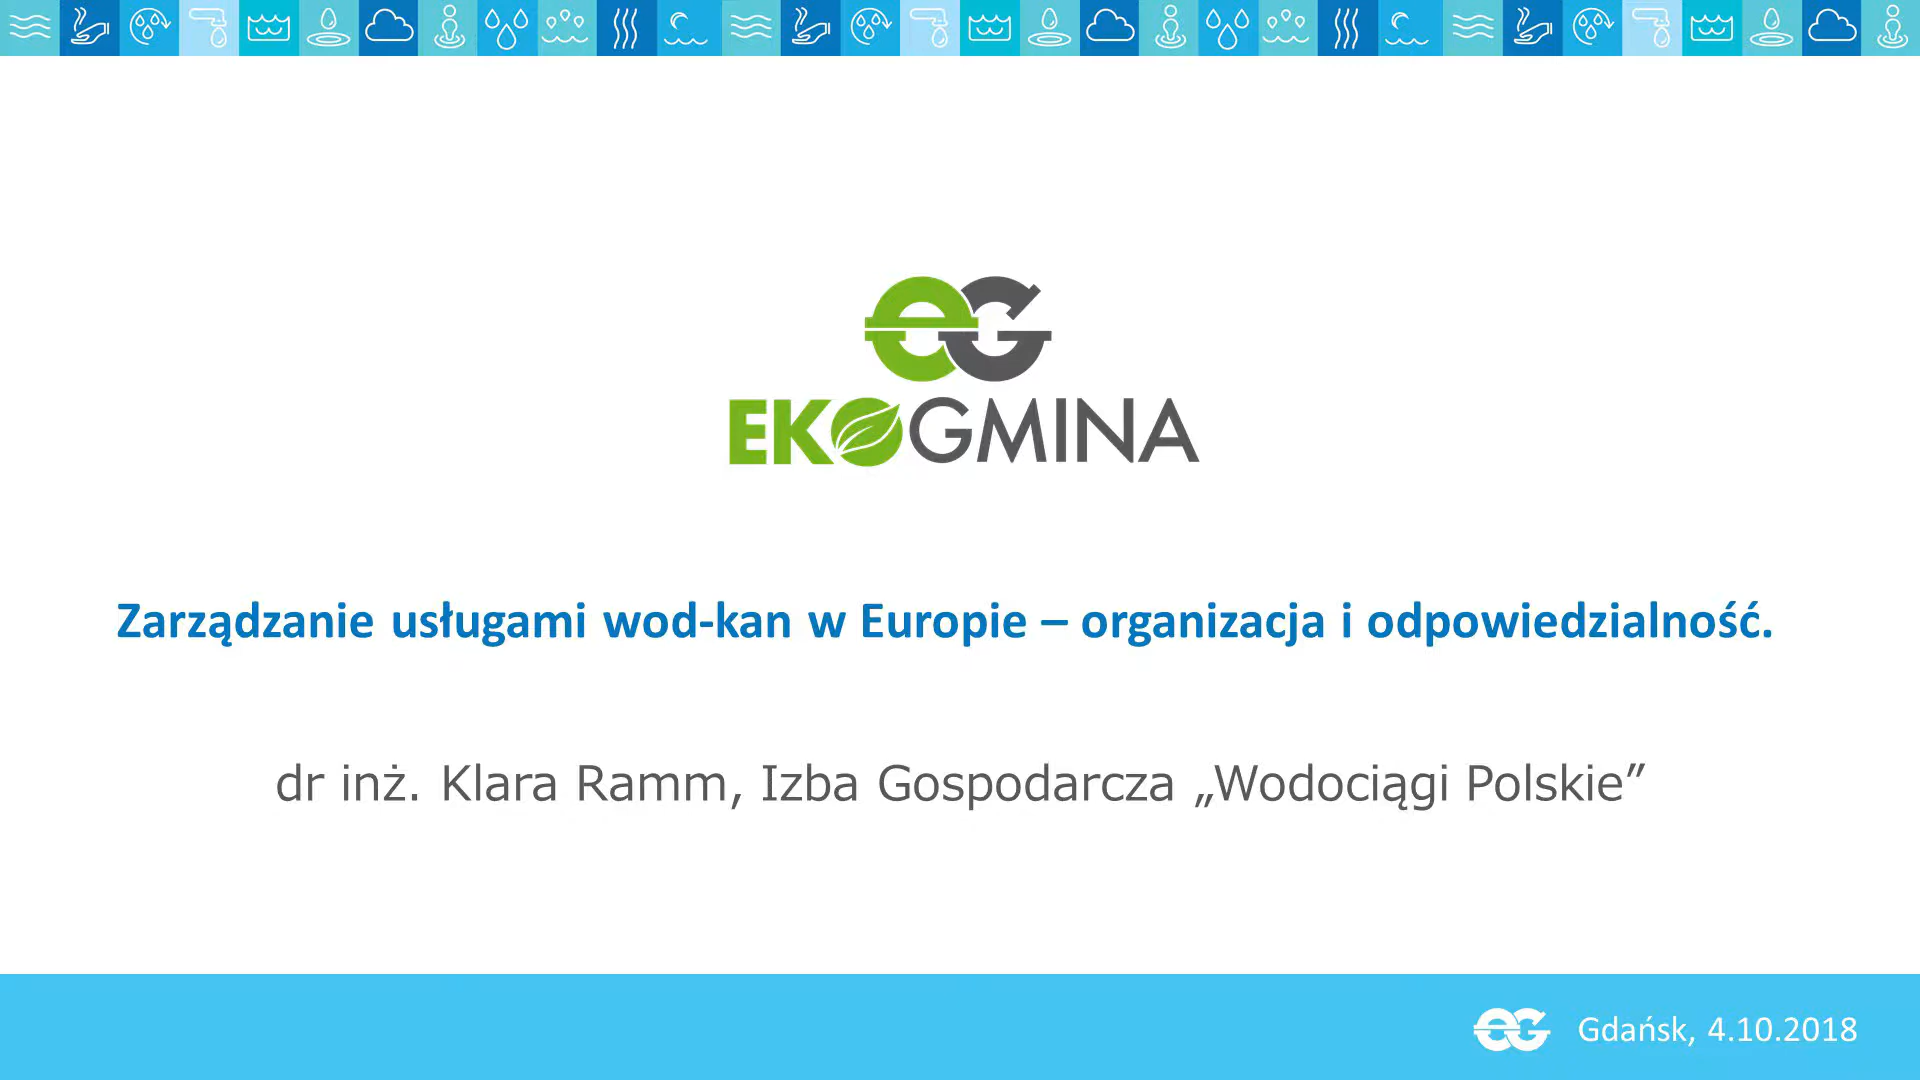 eG
EKOGMINA
Zarządzanie usługami wod-kan w Europie – organizacja i odpowiedzialność.
dr inż. Klara Ramm, Izba Gospodarcza „Wodociągi Polskie”
eG Gdańsk, 4.10.2018